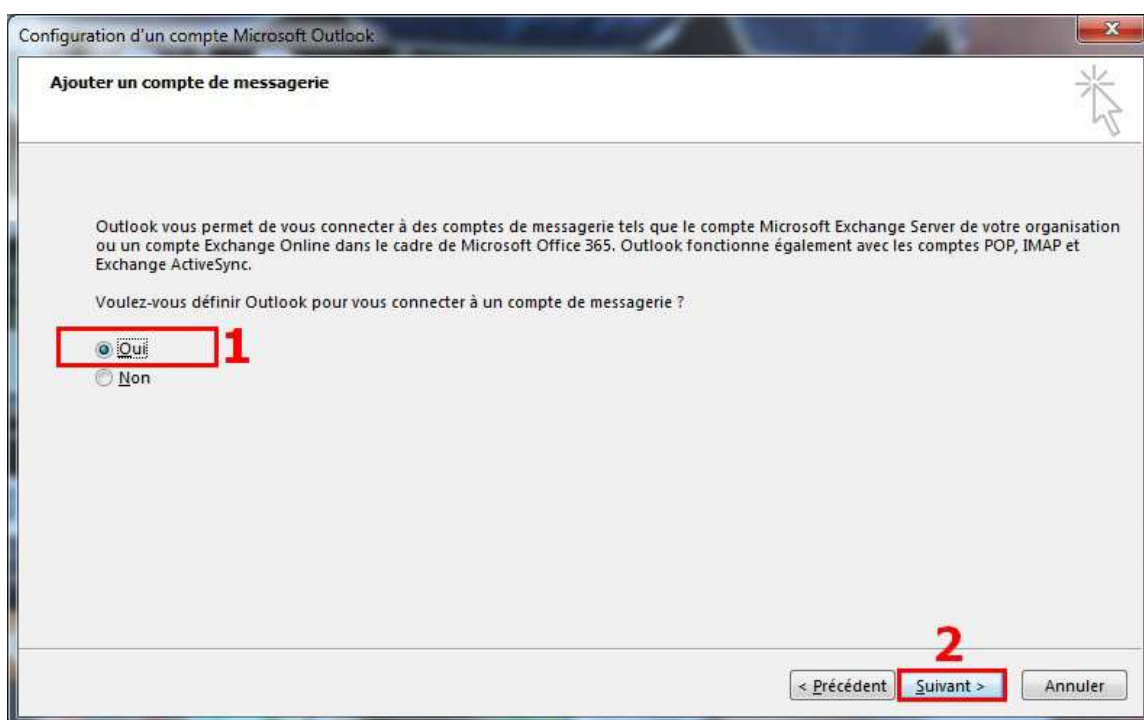 Configuration d'un compte Microsoft Outlook
Ajouter un compte de messagerie
Outlook vous permet de vous connecter à des comptes de messagerie tels que le compte Microsoft Exchange Server de votre organisation
ou un compte Exchange Online dans le cadre de Microsoft Office 365. Outlook fonctionne également avec les comptes POP, IMAP et
Exchange ActiveSync.
Voulez-vous définir Outlook pour vous connecter à un compte de messagerie ?
Oui 1
Non
2
< Précédent Suivant > Annuler